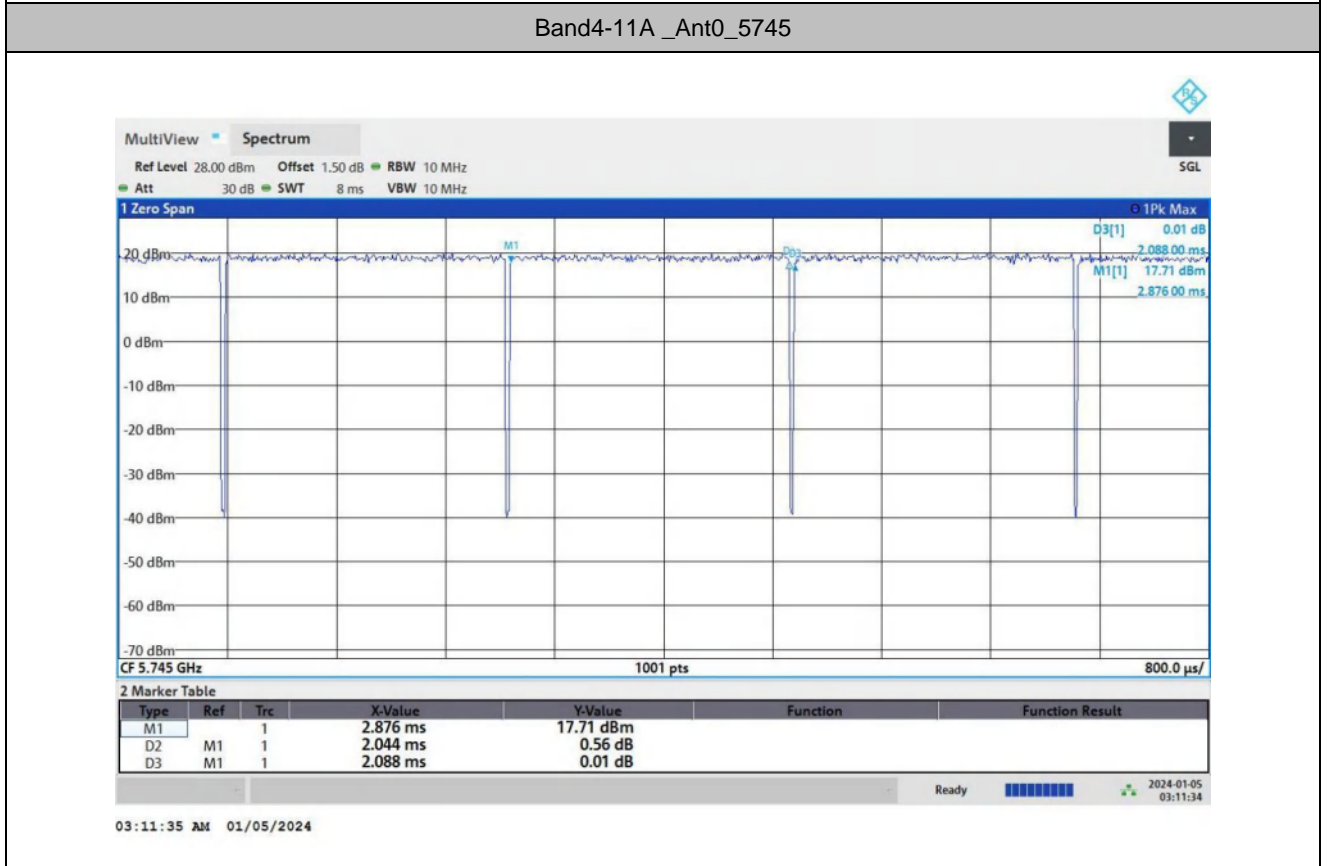 Band4-11A _Ant0_5745
R&S
MultiView Spectrum
Ref Level 28.00 dBm Offset 1.50 dB RBW 10 MHz SGL
Att 30 dB SWT 8 ms VBW 10 MHz
1 Zero Span 1Pk Max
D3[1] 0.01 dB
2.088 00 ms
M1[1] 17.71 dBm
2.876 00 ms
M1
D3
20 dBm
10 dBm
0 dBm
-10 dBm
-20 dBm
-30 dBm
-40 dBm
-50 dBm
-60 dBm
-70 dBm
CF 5.745 GHz 1001 pts 800.0 µs/
2 Marker Table
Type Ref Trc X-Value Y-Value Function Function Result
M1 1 2.876 ms 17.71 dBm
D2 M1 1 2.044 ms 0.56 dB
D3 M1 1 2.088 ms 0.01 dB
Ready 2024-01-05
03:11:34
03:11:35 AM 01/05/2024